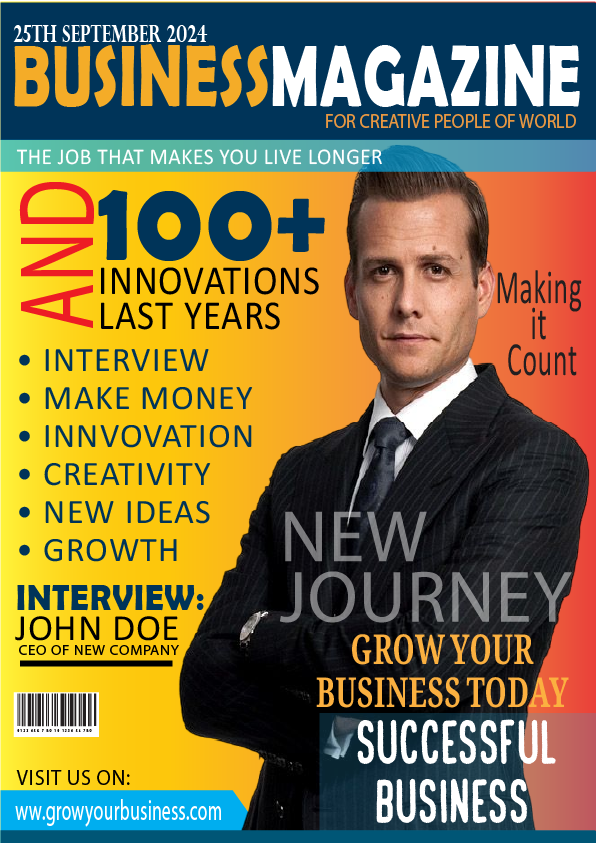 25TH SEPTEMBER 2024
BUSINESSMAGAZINE
FOR CREATIVE PEOPLE OF WORLD
THE JOB THAT MAKES YOU LIVE LONGER
AND
100+
INNOVATIONS
LAST YEARS
Making
it
Count
• INTERVIEW
• MAKE MONEY
• INNVOVATION
• CREATIVITY
• NEW IDEAS
• GROWTH
NEW
JOURNEY
INTERVIEW:
JOHN DOE
CEO OF NEW COMPANY
GROW YOUR
BUSINESS TODAY
SUCCESSFUL
BUSINESS
VISIT US ON:
www.growyourbusiness.com